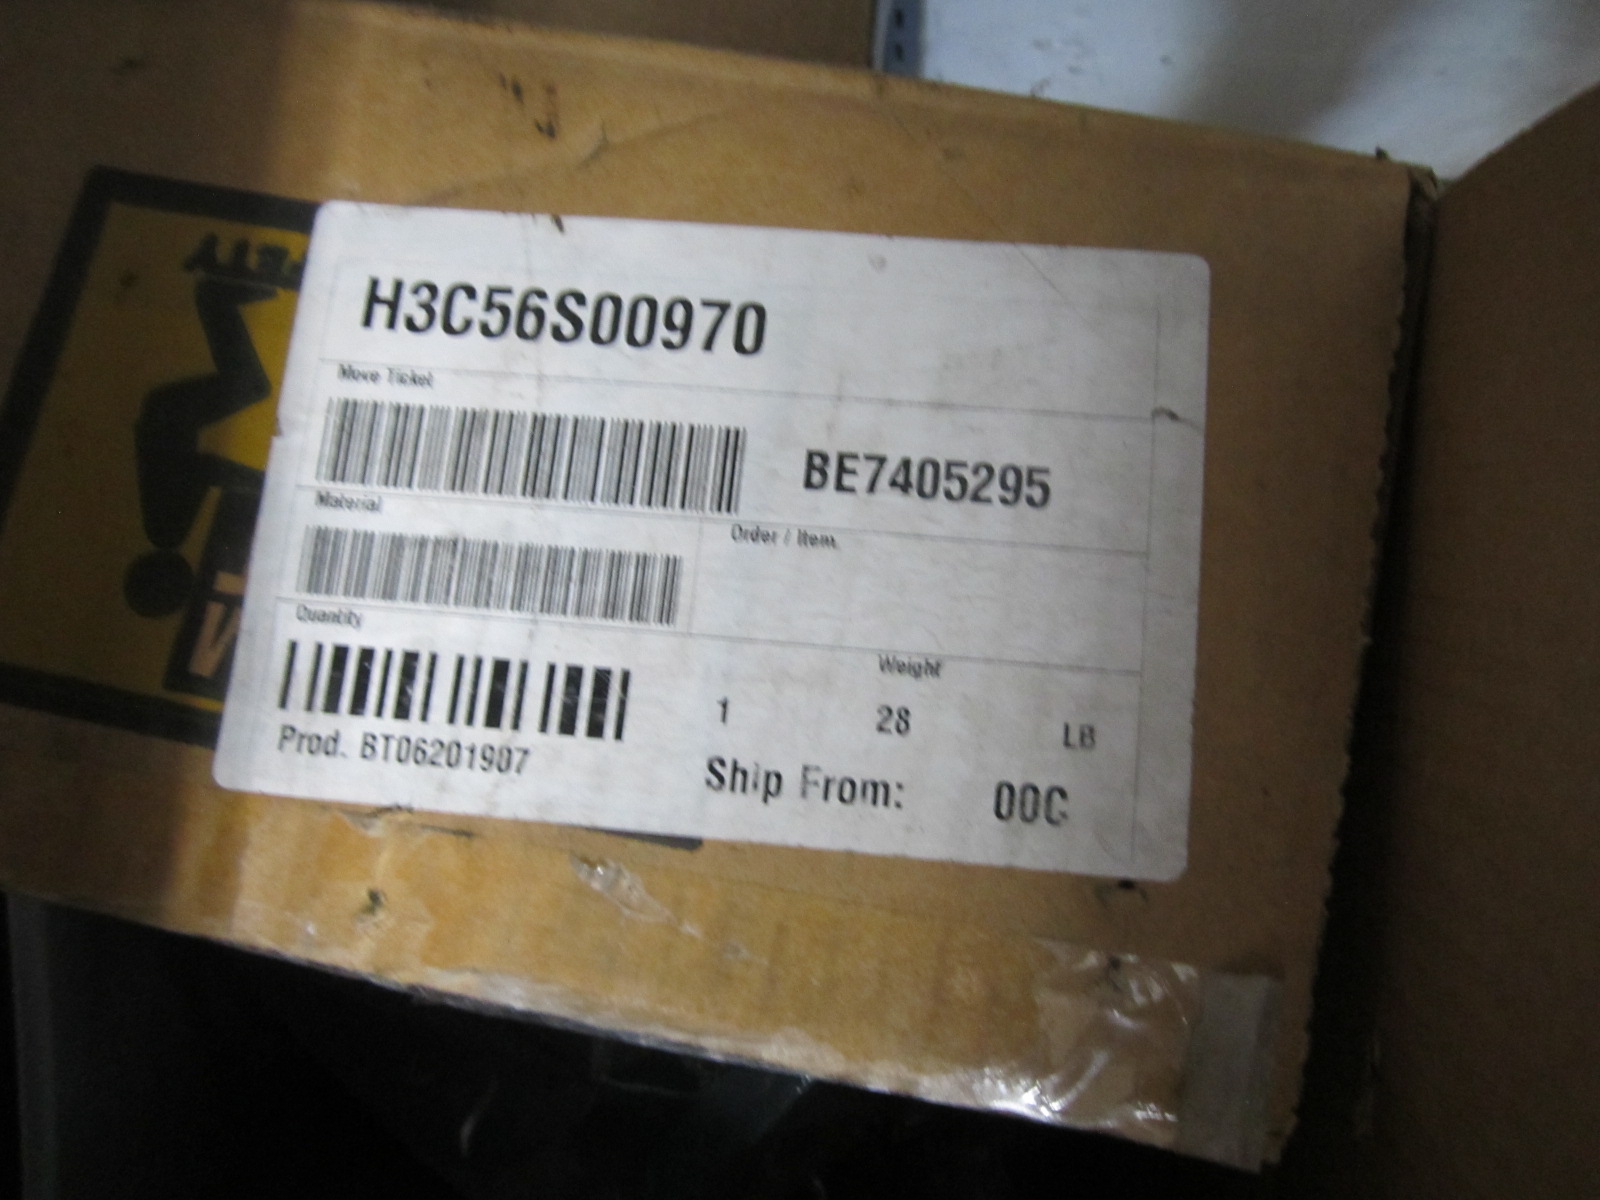 H3C56S00970
Move Ticket
BE7405295
Material
Order / Item
Quantity
Weight
1 28 LB
Prod. BT06201907
Ship From: 00C